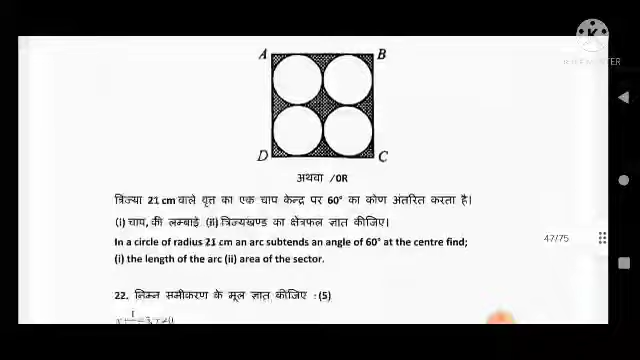 A B
D C
अथवा /OR
त्रिज्या 21 cm वाले वृत्त का एक चाप केन्द्र पर 60° का कोण अंतरित करता है।
(i) चाप, की लम्बाई (ii) त्रिज्यखण्ड का क्षेत्रफल ज्ञात कीजिए।
In a circle of radius 21 cm an arc subtends an angle of 60° at the centre find;
47/75
(i) the length of the arc (ii) area of the sector.
22. निम्न समीकरण के मूल ज्ञात कीजिए : (5)